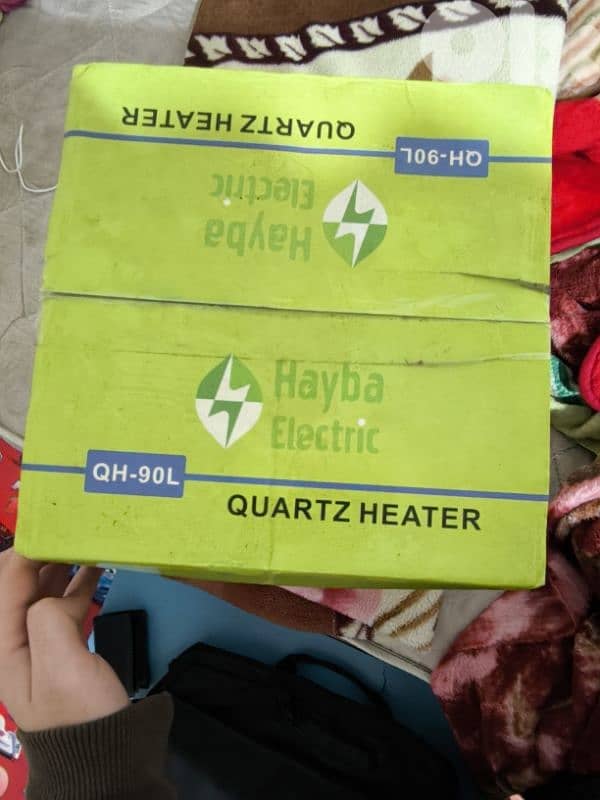 QUARTZ HEATER
QH-90L
Hayba
Electric
Hayba
Electric
QH-90L
QUARTZ HEATER